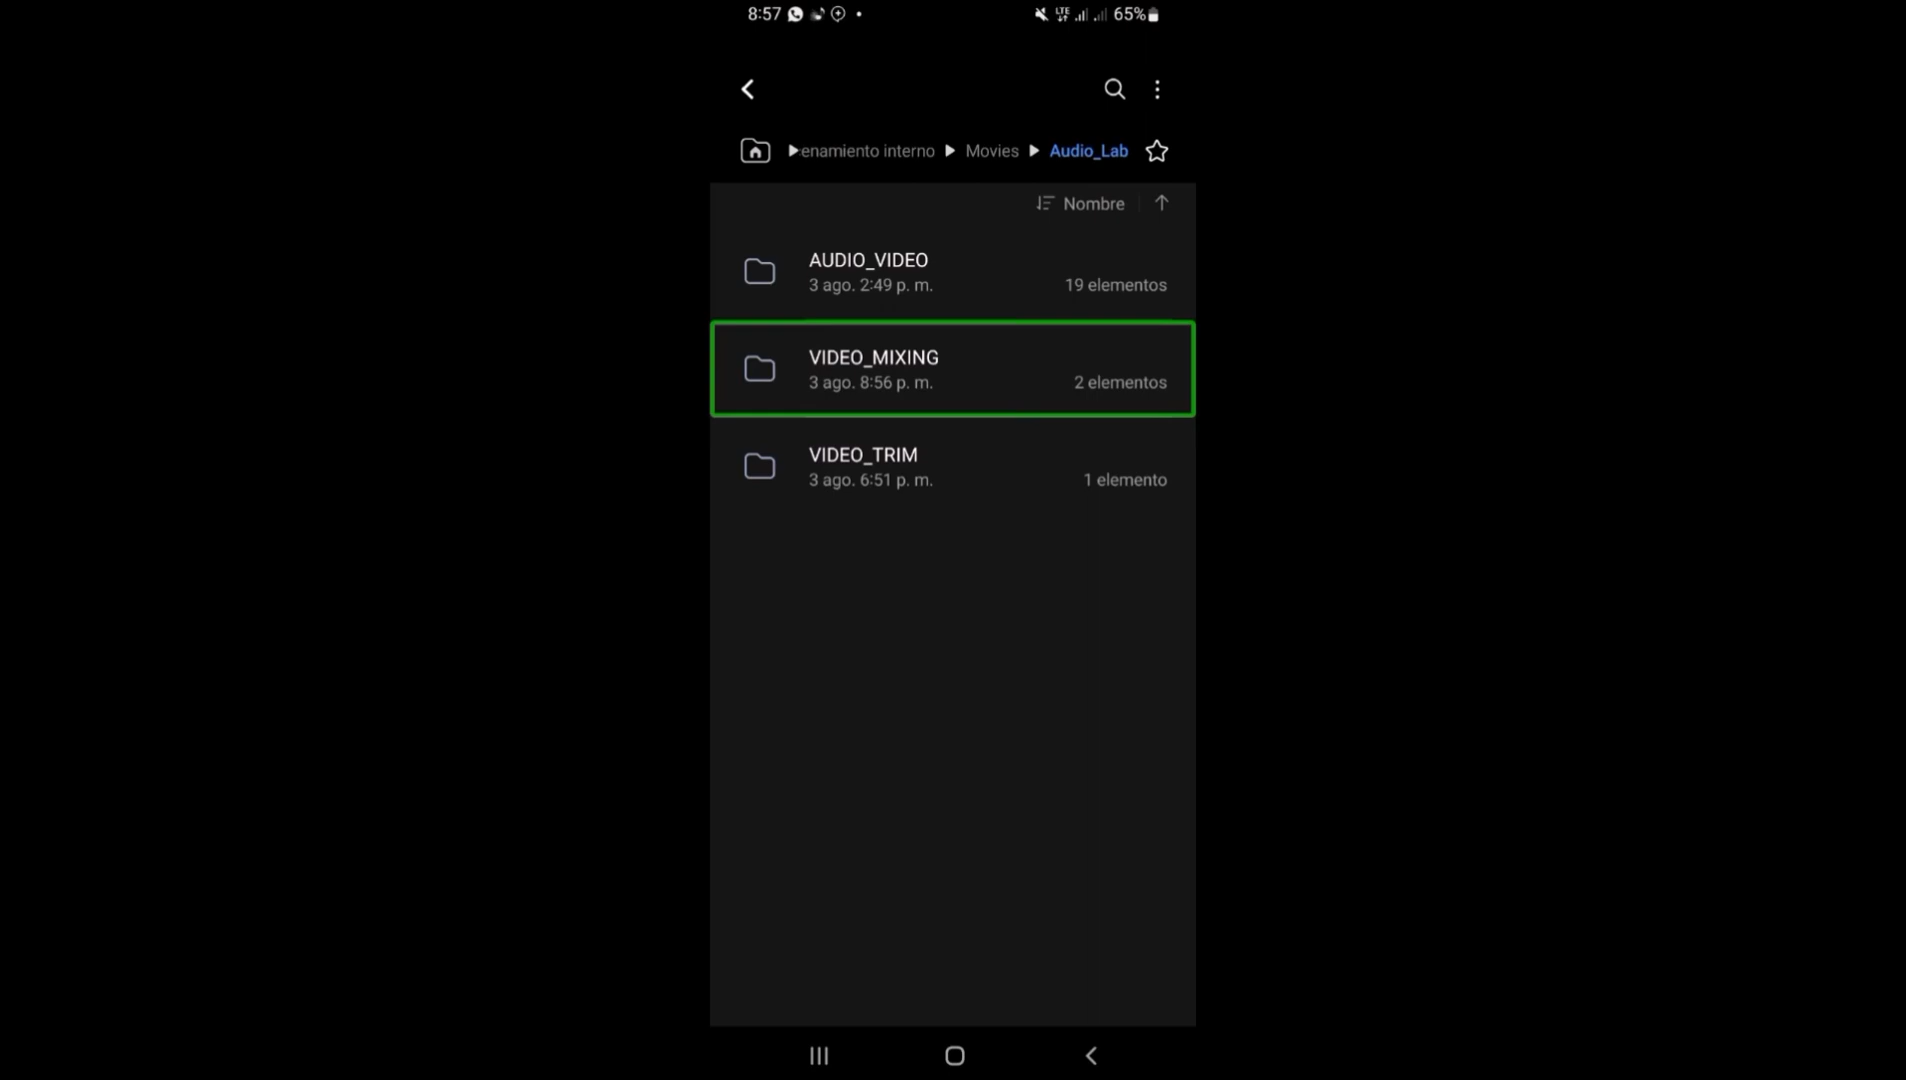 8:57 LTE 65%
enamiento interno Movies Audio_Lab
Nombre
AUDIO_VIDEO
3 ago. 2:49 p. m. 19 elementos
VIDEO_MIXING
3 ago. 8:56 p. m. 2 elementos
VIDEO_TRIM
3 ago. 6:51 p. m. 1 elemento